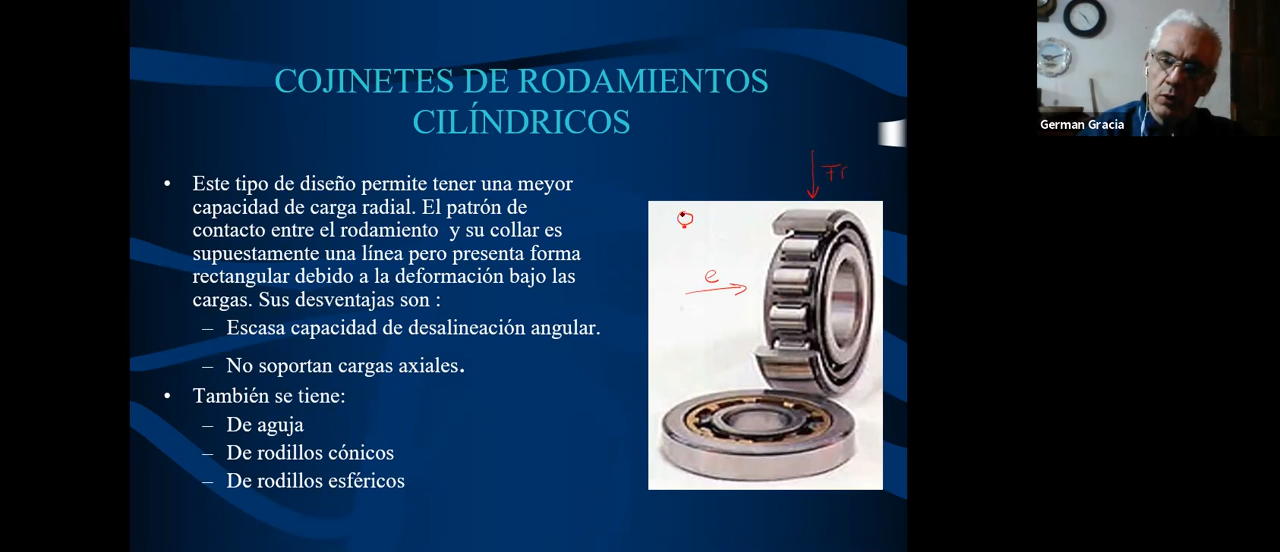 COJINETES DE RODAMIENTOS
CILÍNDRICOS
• Este tipo de diseño permite tener una meyor
capacidad de carga radial. El patrón de
contacto entre el rodamiento y su collar es
supuestamente una línea pero presenta forma
rectangular debido a la deformación bajo las
cargas. Sus desventajas son :
– Escasa capacidad de desalineación angular.
– No soportan cargas axiales.
• También se tiene:
– De aguja
– De rodillos cónicos
– De rodillos esféricos
Fr
e
German Gracia